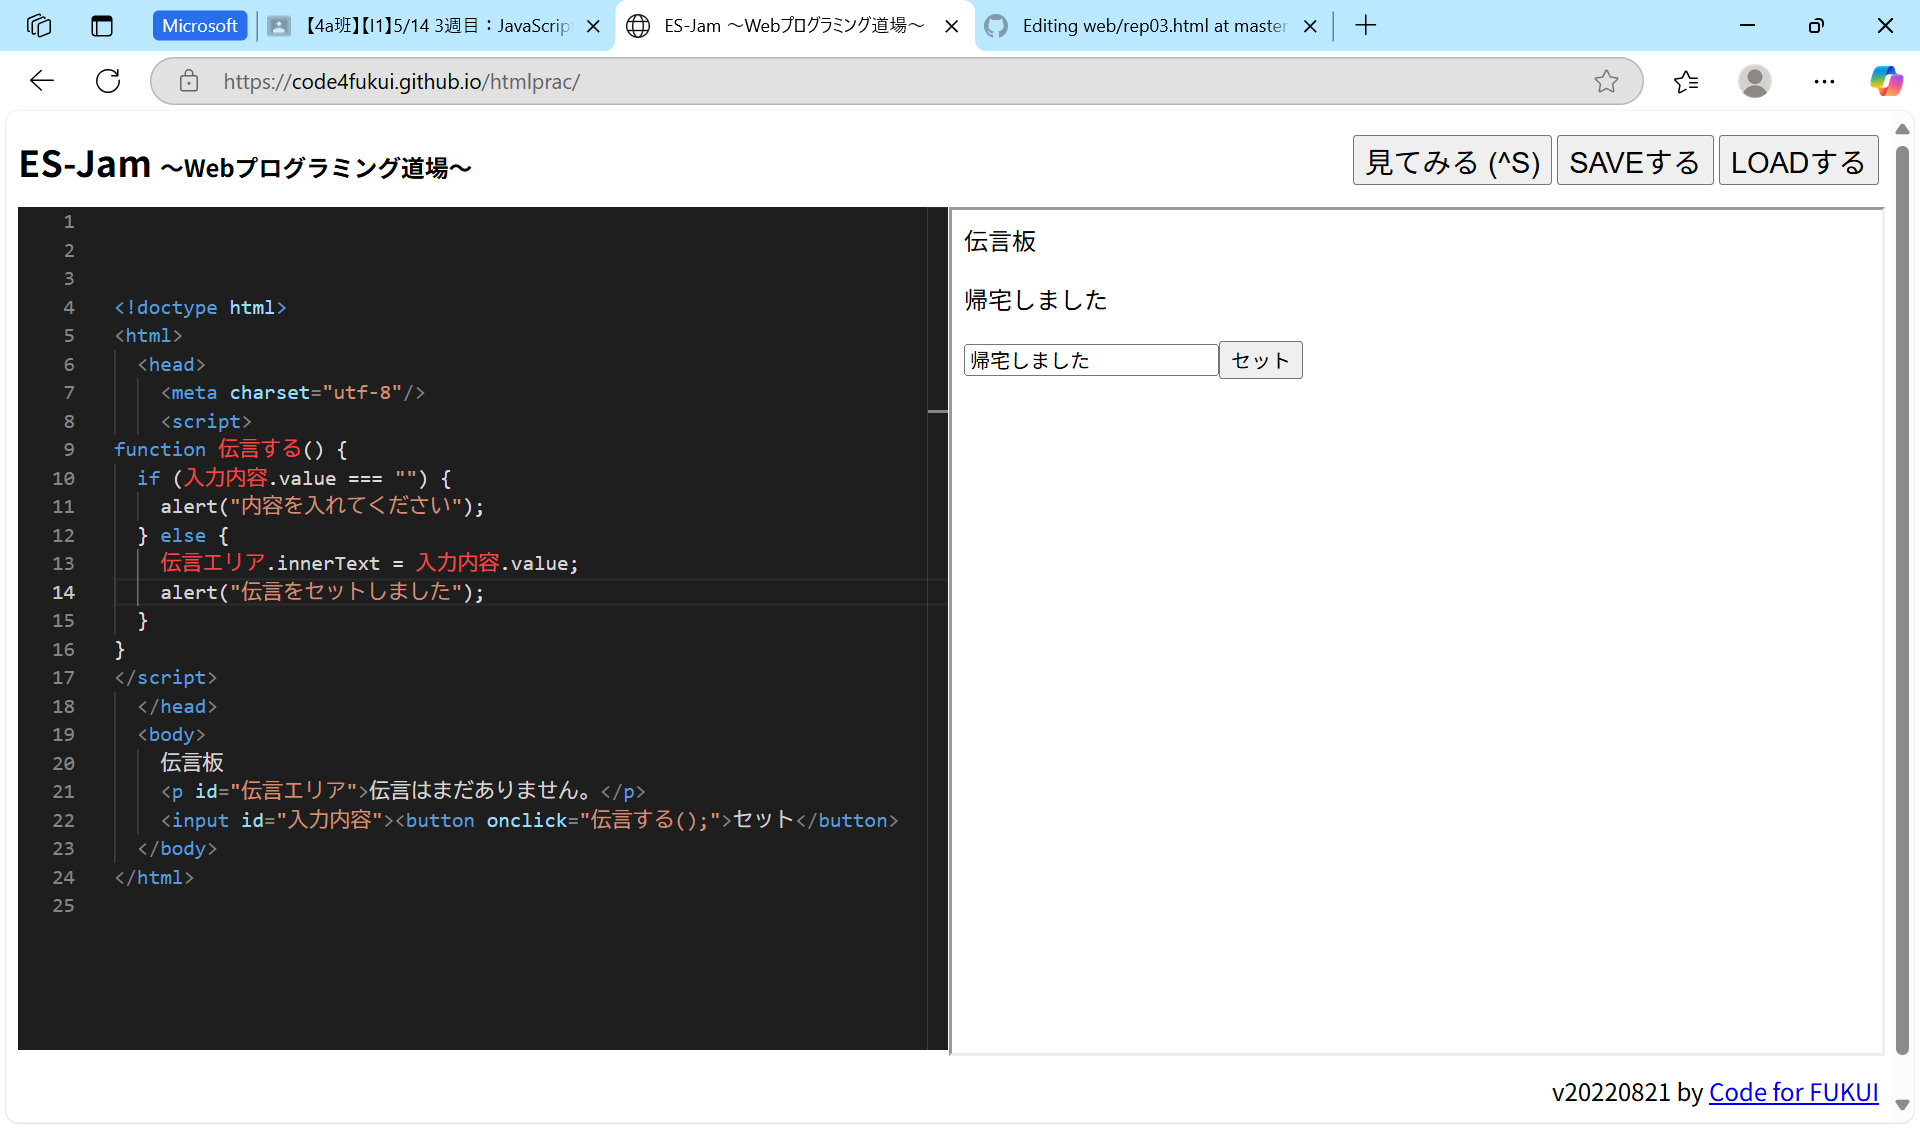 Microsoft
【4a班】【I1】5/14 3週目：JavaScrip
ES-Jam ～Webプログラミング道場～
Editing web/rep03.html at master
https://code4fukui.github.io/htmlprac/
ES-Jam ～Webプログラミング道場～
見てみる (^S)
SAVEする
LOADする
1
2
3
4 <!doctype html>
5 <html>
6 <head>
7 <meta charset="utf-8"/>
8 <script>
9 function 伝言する() {
10 if (入力内容.value === "") {
11 alert("内容を入れてください");
12 } else {
13 伝言エリア.innerText = 入力内容.value;
14 alert("伝言をセットしました");
15 }
16 }
17 </script>
18 </head>
19 <body>
20 伝言板
21 <p id="伝言エリア">伝言はまだありません。</p>
22 <input id="入力内容"><button onclick="伝言する();">セット</button>
23 </body>
24 </html>
25
伝言板
帰宅しました
帰宅しました セット
v20220821 by Code for FUKUI